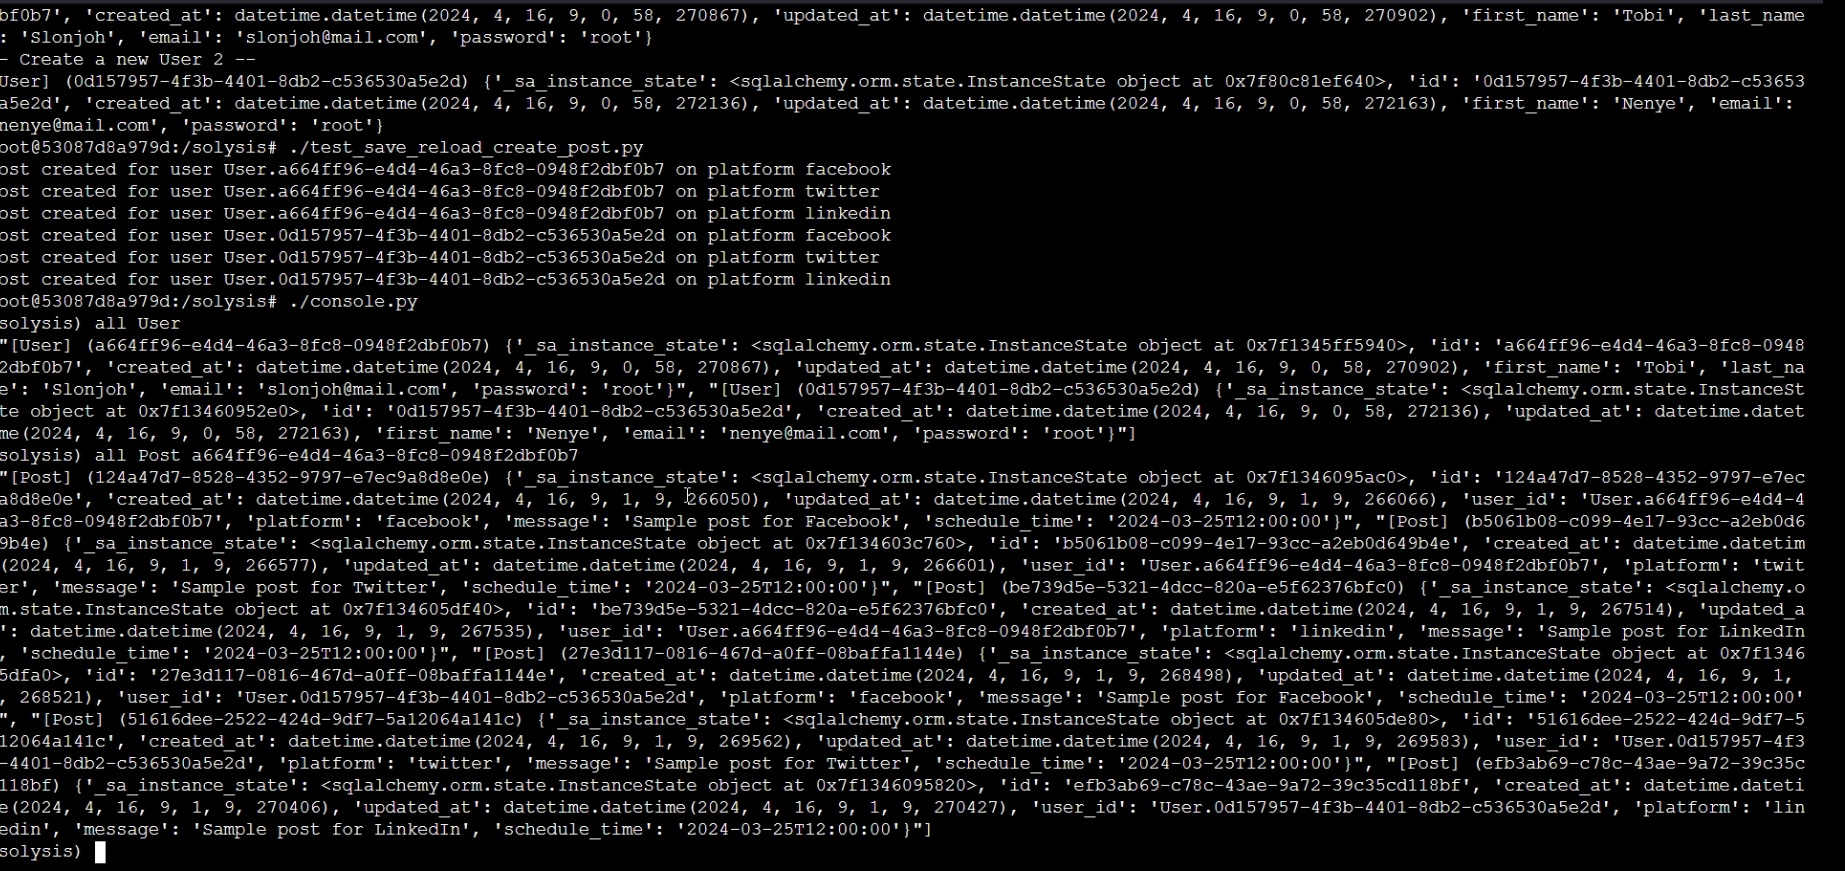 bf0b7', 'created_at': datetime.datetime(2024, 4, 16, 9, 0, 58, 270867), 'updated_at': datetime.datetime(2024, 4, 16, 9, 0, 58, 270902), 'first_name': 'Tobi', 'last_name
: 'Slonjoh', 'email': 'slonjoh@mail.com', 'password': 'root'}
- Create a new User 2 --
User] (0d157957-4f3b-4401-8db2-c536530a5e2d) {'_sa_instance_state': <sqlalchemy.orm.state.InstanceState object at 0x7f80c81ef640>, 'id': '0d157957-4f3b-4401-8db2-c53653
a5e2d', 'created_at': datetime.datetime(2024, 4, 16, 9, 0, 58, 272136), 'updated_at': datetime.datetime(2024, 4, 16, 9, 0, 58, 272163), 'first_name': 'Nenye', 'email':
nenye@mail.com', 'password': 'root'}
oot@53087d8a979d:/solysis# ./test_save_reload_create_post.py
ost created for user User.a664ff96-e4d4-46a3-8fc8-0948f2dbf0b7 on platform facebook
ost created for user User.a664ff96-e4d4-46a3-8fc8-0948f2dbf0b7 on platform twitter
ost created for user User.a664ff96-e4d4-46a3-8fc8-0948f2dbf0b7 on platform linkedin
ost created for user User.0d157957-4f3b-4401-8db2-c536530a5e2d on platform facebook
ost created for user User.0d157957-4f3b-4401-8db2-c536530a5e2d on platform twitter
ost created for user User.0d157957-4f3b-4401-8db2-c536530a5e2d on platform linkedin
oot@53087d8a979d:/solysis# ./console.py
solysis) all User
"[User] (a664ff96-e4d4-46a3-8fc8-0948f2dbf0b7) {'_sa_instance_state': <sqlalchemy.orm.state.InstanceState object at 0x7f1345ff5940>, 'id': 'a664ff96-e4d4-46a3-8fc8-0948
2dbf0b7', 'created_at': datetime.datetime(2024, 4, 16, 9, 0, 58, 270867), 'updated_at': datetime.datetime(2024, 4, 16, 9, 0, 58, 270902), 'first_name': 'Tobi', 'last_na
e': 'Slonjoh', 'email': 'slonjoh@mail.com', 'password': 'root'}", "[User] (0d157957-4f3b-4401-8db2-c536530a5e2d) {'_sa_instance_state': <sqlalchemy.orm.state.InstanceSt
te object at 0x7f13460952e0>, 'id': '0d157957-4f3b-4401-8db2-c536530a5e2d', 'created_at': datetime.datetime(2024, 4, 16, 9, 0, 58, 272136), 'updated_at': datetime.datet
me(2024, 4, 16, 9, 0, 58, 272163), 'first_name': 'Nenye', 'email': 'nenye@mail.com', 'password': 'root'}"]
solysis) all Post a664ff96-e4d4-46a3-8fc8-0948f2dbf0b7
"[Post] (124a47d7-8528-4352-9797-e7ec9a8d8e0e) {'_sa_instance_state': <sqlalchemy.orm.state.InstanceState object at 0x7f1346095ac0>, 'id': '124a47d7-8528-4352-9797-e7ec
a8d8e0e', 'created_at': datetime.datetime(2024, 4, 16, 9, 1, 9, 266050), 'updated_at': datetime.datetime(2024, 4, 16, 9, 1, 9, 266066), 'user_id': 'User.a664ff96-e4d4-4
a3-8fc8-0948f2dbf0b7', 'platform': 'facebook', 'message': 'Sample post for Facebook', 'schedule_time': '2024-03-25T12:00:00'}", "[Post] (b5061b08-c099-4e17-93cc-a2eb0d6
9b4e) {'_sa_instance_state': <sqlalchemy.orm.state.InstanceState object at 0x7f134603c760>, 'id': 'b5061b08-c099-4e17-93cc-a2eb0d649b4e', 'created_at': datetime.datetim
(2024, 4, 16, 9, 1, 9, 266577), 'updated_at': datetime.datetime(2024, 4, 16, 9, 1, 9, 266601), 'user_id': 'User.a664ff96-e4d4-46a3-8fc8-0948f2dbf0b7', 'platform': 'twit
er', 'message': 'Sample post for Twitter', 'schedule_time': '2024-03-25T12:00:00'}", "[Post] (be739d5e-5321-4dcc-820a-e5f62376bfc0) {'_sa_instance_state': <sqlalchemy.o
m.state.InstanceState object at 0x7f134605df40>, 'id': 'be739d5e-5321-4dcc-820a-e5f62376bfc0', 'created_at': datetime.datetime(2024, 4, 16, 9, 1, 9, 267514), 'updated_a
': datetime.datetime(2024, 4, 16, 9, 1, 9, 267535), 'user_id': 'User.a664ff96-e4d4-46a3-8fc8-0948f2dbf0b7', 'platform': 'linkedin', 'message': 'Sample post for LinkedIn
, 'schedule_time': '2024-03-25T12:00:00'}", "[Post] (27e3d117-0816-467d-a0ff-08baffa1144e) {'_sa_instance_state': <sqlalchemy.orm.state.InstanceState object at 0x7f1346
5dfa0>, 'id': '27e3d117-0816-467d-a0ff-08baffa1144e', 'created_at': datetime.datetime(2024, 4, 16, 9, 1, 9, 268498), 'updated_at': datetime.datetime(2024, 4, 16, 9, 1,
, 268521), 'user_id': 'User.0d157957-4f3b-4401-8db2-c536530a5e2d', 'platform': 'facebook', 'message': 'Sample post for Facebook', 'schedule_time': '2024-03-25T12:00:00'
", "[Post] (51616dee-2522-424d-9df7-5a12064a141c) {'_sa_instance_state': <sqlalchemy.orm.state.InstanceState object at 0x7f134605de80>, 'id': '51616dee-2522-424d-9df7-5
12064a141c', 'created_at': datetime.datetime(2024, 4, 16, 9, 1, 9, 269562), 'updated_at': datetime.datetime(2024, 4, 16, 9, 1, 9, 269583), 'user_id': 'User.0d157957-4f3
-4401-8db2-c536530a5e2d', 'platform': 'twitter', 'message': 'Sample post for Twitter', 'schedule_time': '2024-03-25T12:00:00'}", "[Post] (efb3ab69-c78c-43ae-9a72-39c35c
118bf) {'_sa_instance_state': <sqlalchemy.orm.state.InstanceState object at 0x7f1346095820>, 'id': 'efb3ab69-c78c-43ae-9a72-39c35cd118bf', 'created_at': datetime.dateti
e(2024, 4, 16, 9, 1, 9, 270406), 'updated_at': datetime.datetime(2024, 4, 16, 9, 1, 9, 270427), 'user_id': 'User.0d157957-4f3b-4401-8db2-c536530a5e2d', 'platform': 'lin
edin', 'message': 'Sample post for LinkedIn', 'schedule_time': '2024-03-25T12:00:00'}"]
solysis)